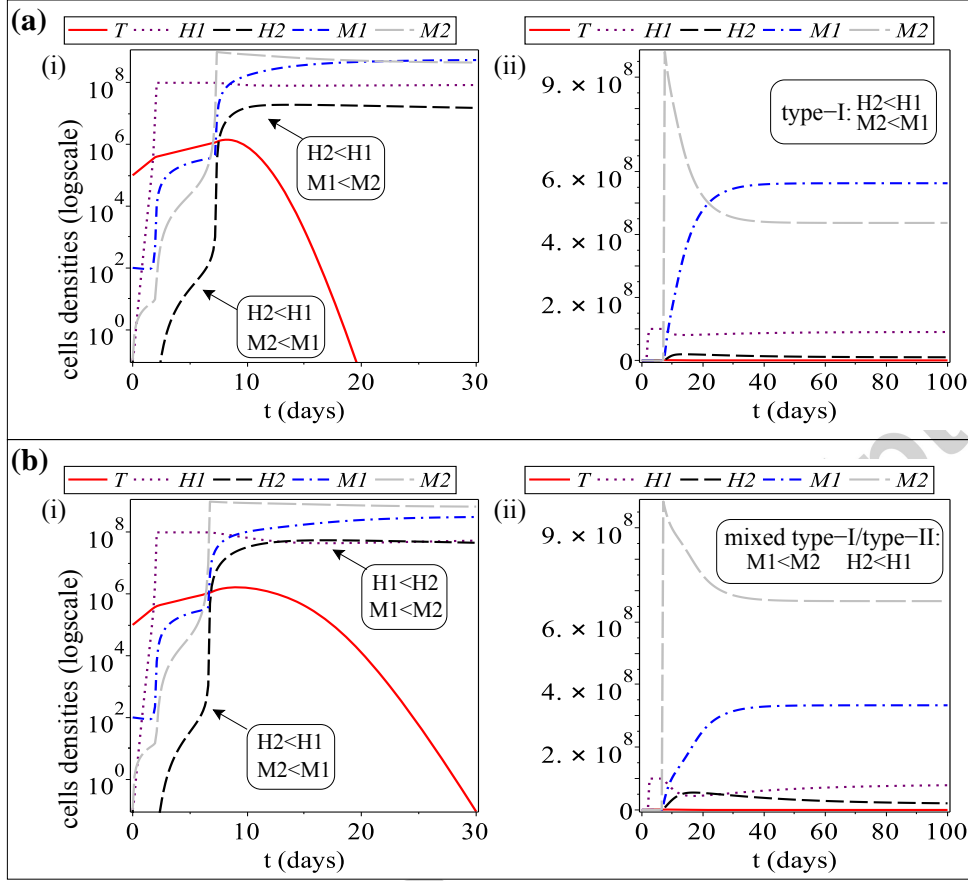 (a)
T H1 H2 M1 M2
T H1 H2 M1 M2
(i)
cells densities (logscale)
10^8
10^6
10^4
10^2
10^0
H2<H1
M1<M2
H2<H1
M2<M1
0 10 20 30
t (days)
(ii)
9. × 10^8
6. × 10^8
4. × 10^8
2. × 10^8
0
type-I: H2<H1
M2<M1
0 20 40 60 80 100
t (days)
(b)
T H1 H2 M1 M2
T H1 H2 M1 M2
(i)
cells densities (logscale)
10^8
10^6
10^4
10^2
10^0
H1<H2
M1<M2
H2<H1
M2<M1
0 10 20 30
t (days)
(ii)
9. × 10^8
6. × 10^8
4. × 10^8
2. × 10^8
0
mixed type-I/type-II:
M1<M2 H2<H1
0 20 40 60 80 100
t (days)